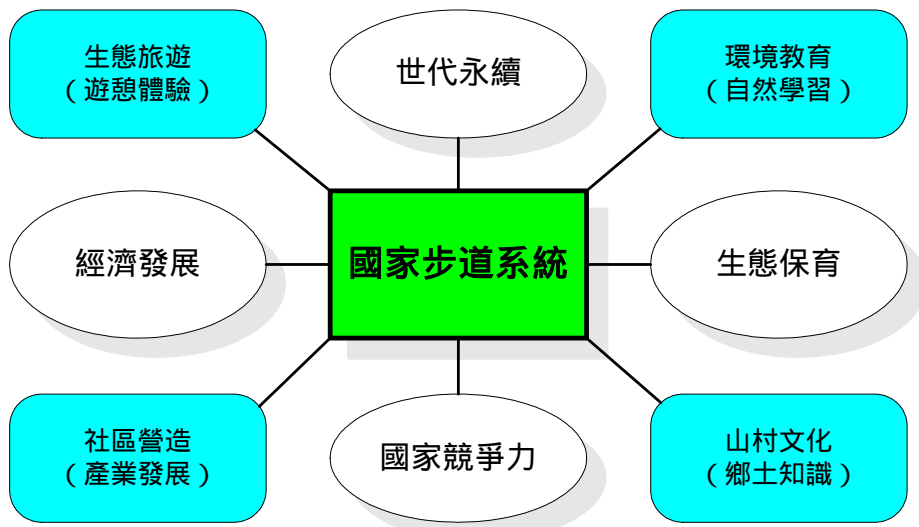 生態旅遊
（遊憩體驗）
世代永續
環境教育
（自然學習）
經濟發展
國家步道系統
生態保育
社區營造
（產業發展）
國家競爭力
山村文化
（鄉土知識）